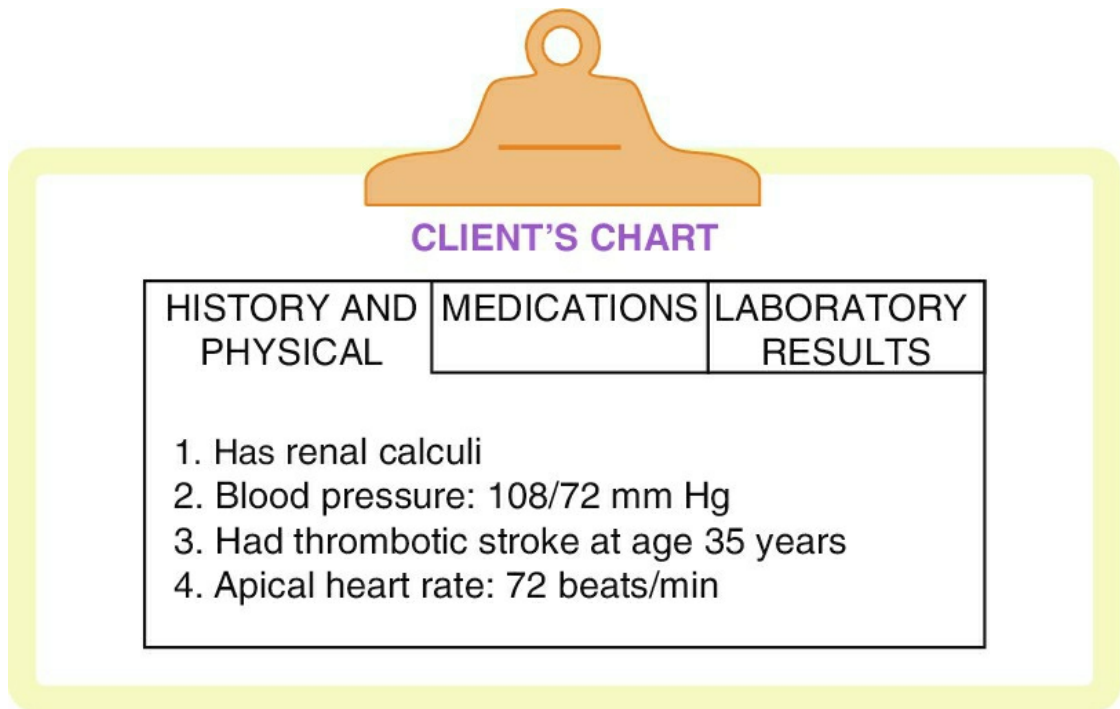 CLIENT’S CHART
HISTORY AND PHYSICAL
MEDICATIONS
LABORATORY RESULTS
1. Has renal calculi
2. Blood pressure: 108/72 mm Hg
3. Had thrombotic stroke at age 35 years
4. Apical heart rate: 72 beats/min